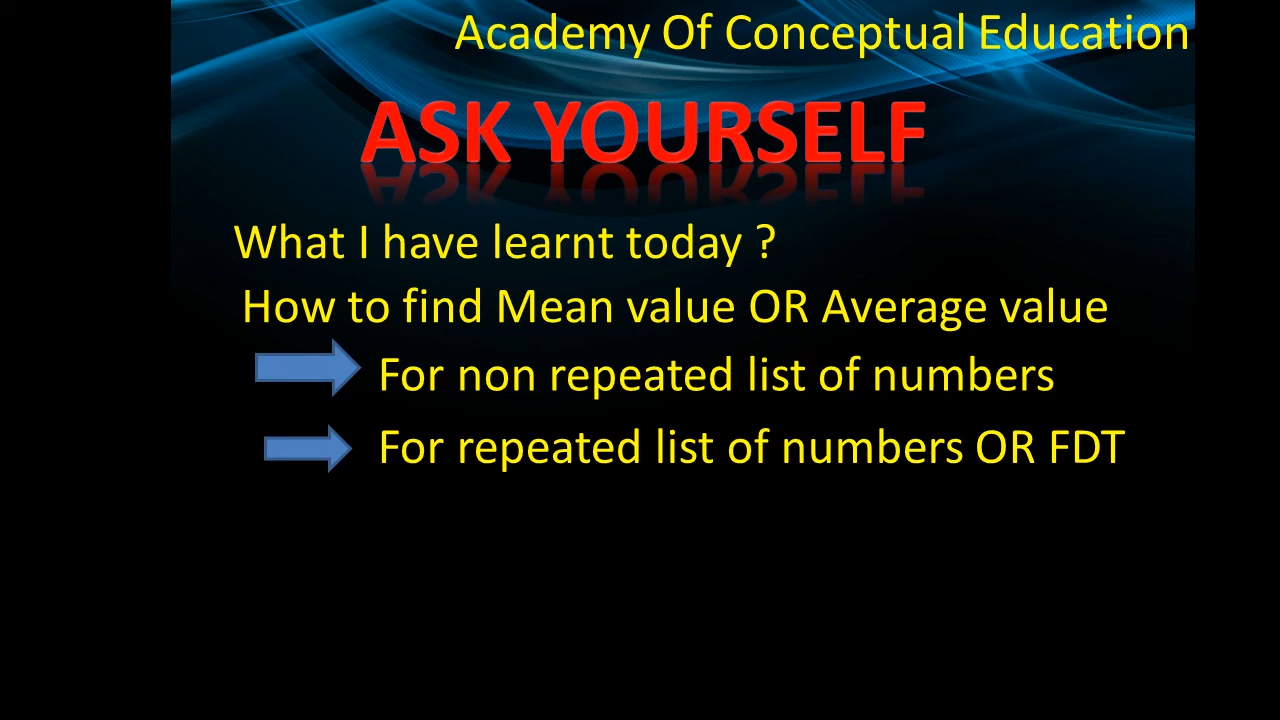 Academy Of Conceptual Education
ASK YOURSELF
What I have learnt today ?
How to find Mean value OR Average value
For non repeated list of numbers
For repeated list of numbers OR FDT